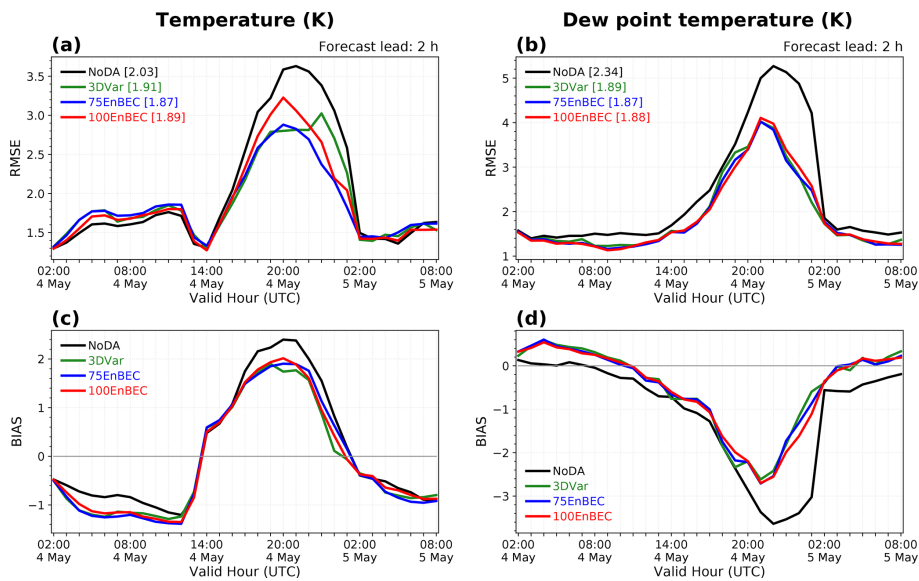 Temperature (K)
Dew point temperature (K)
(a)
Forecast lead: 2 h
NoDA [2.03]
3DVar [1.91]
75EnBEC [1.87]
100EnBEC [1.89]
RMSE
3.5
3.0
2.5
2.0
1.5
02:00 08:00 14:00 20:00 02:00 08:00
4 May 4 May 4 May 4 May 5 May 5 May
Valid Hour (UTC)
(b)
Forecast lead: 2 h
NoDA [2.34]
3DVar [1.89]
75EnBEC [1.87]
100EnBEC [1.88]
RMSE
5
4
3
2
1
02:00 08:00 14:00 20:00 02:00 08:00
4 May 4 May 4 May 4 May 5 May 5 May
Valid Hour (UTC)
(c)
NoDA
3DVar
75EnBEC
100EnBEC
BIAS
2
1
0
−1
02:00 08:00 14:00 20:00 02:00 08:00
4 May 4 May 4 May 4 May 5 May 5 May
Valid Hour (UTC)
(d)
BIAS
0
−1
−2
−3
NoDA
3DVar
75EnBEC
100EnBEC
02:00 08:00 14:00 20:00 02:00 08:00
4 May 4 May 4 May 4 May 5 May 5 May
Valid Hour (UTC)